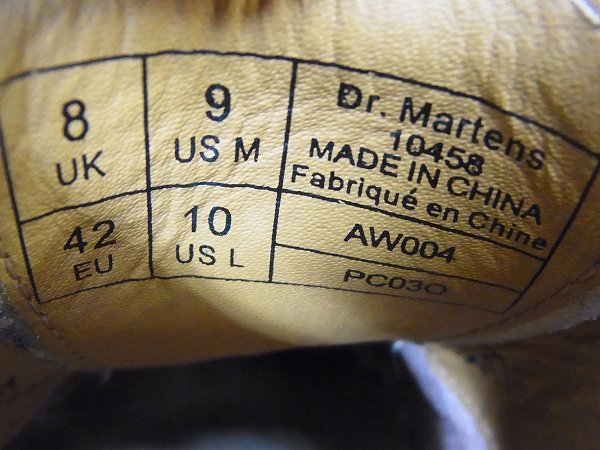 8
UK
9
US M
42
EU
10
US L
Dr. Martens
10458
MADE IN CHINA
Fabriqué en Chine
AW004
PC03O